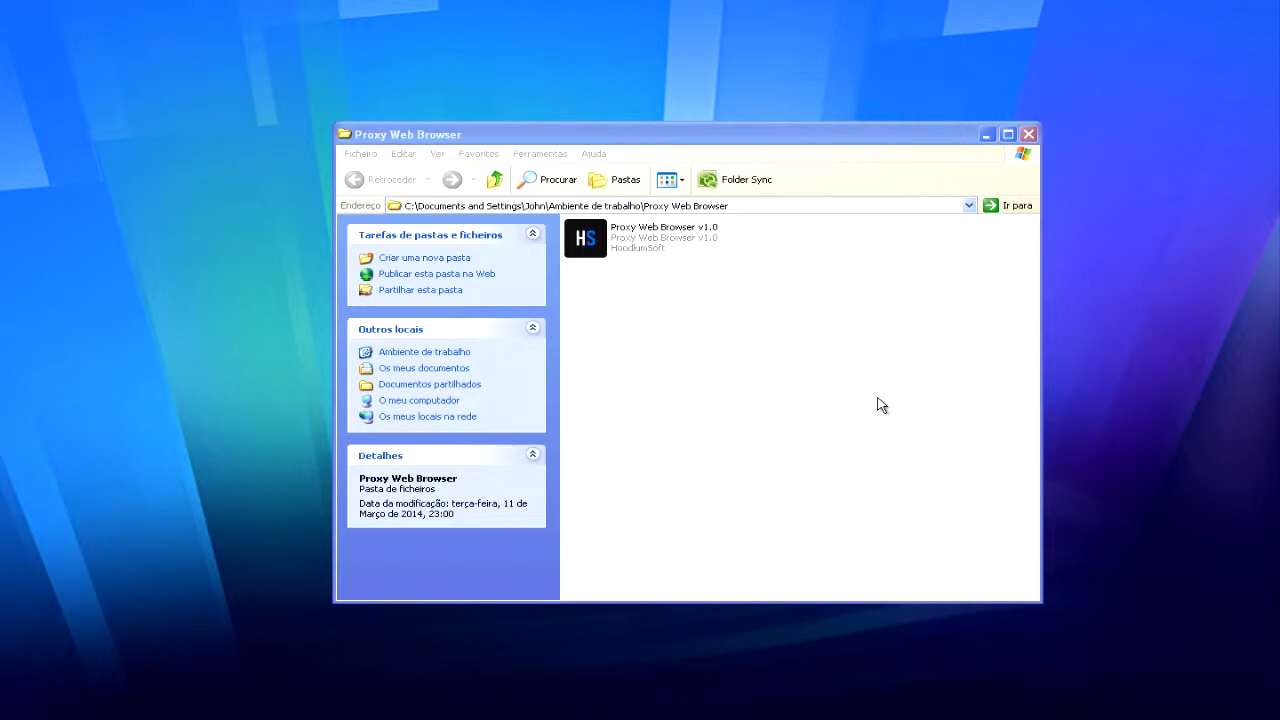 Proxy Web Browser
Ficheiro Editar Ver Favoritos Ferramentas Ajuda
Retroceder Procurar Pastas Folder Sync
Endereço C:\Documents and Settings\John\Ambiente de trabalho\Proxy Web Browser Ir para
Tarefas de pastas e ficheiros
Criar uma nova pasta
Publicar esta pasta na Web
Partilhar esta pasta
Outros locais
Ambiente de trabalho
Os meus documentos
Documentos partilhados
O meu computador
Os meus locais na rede
Detalhes
Proxy Web Browser
Pasta de ficheiros
Data da modificação: terça-feira, 11 de
Março de 2014, 23:00
HS
Proxy Web Browser v1.0
Proxy Web Browser v1.0
HoodlumSoft